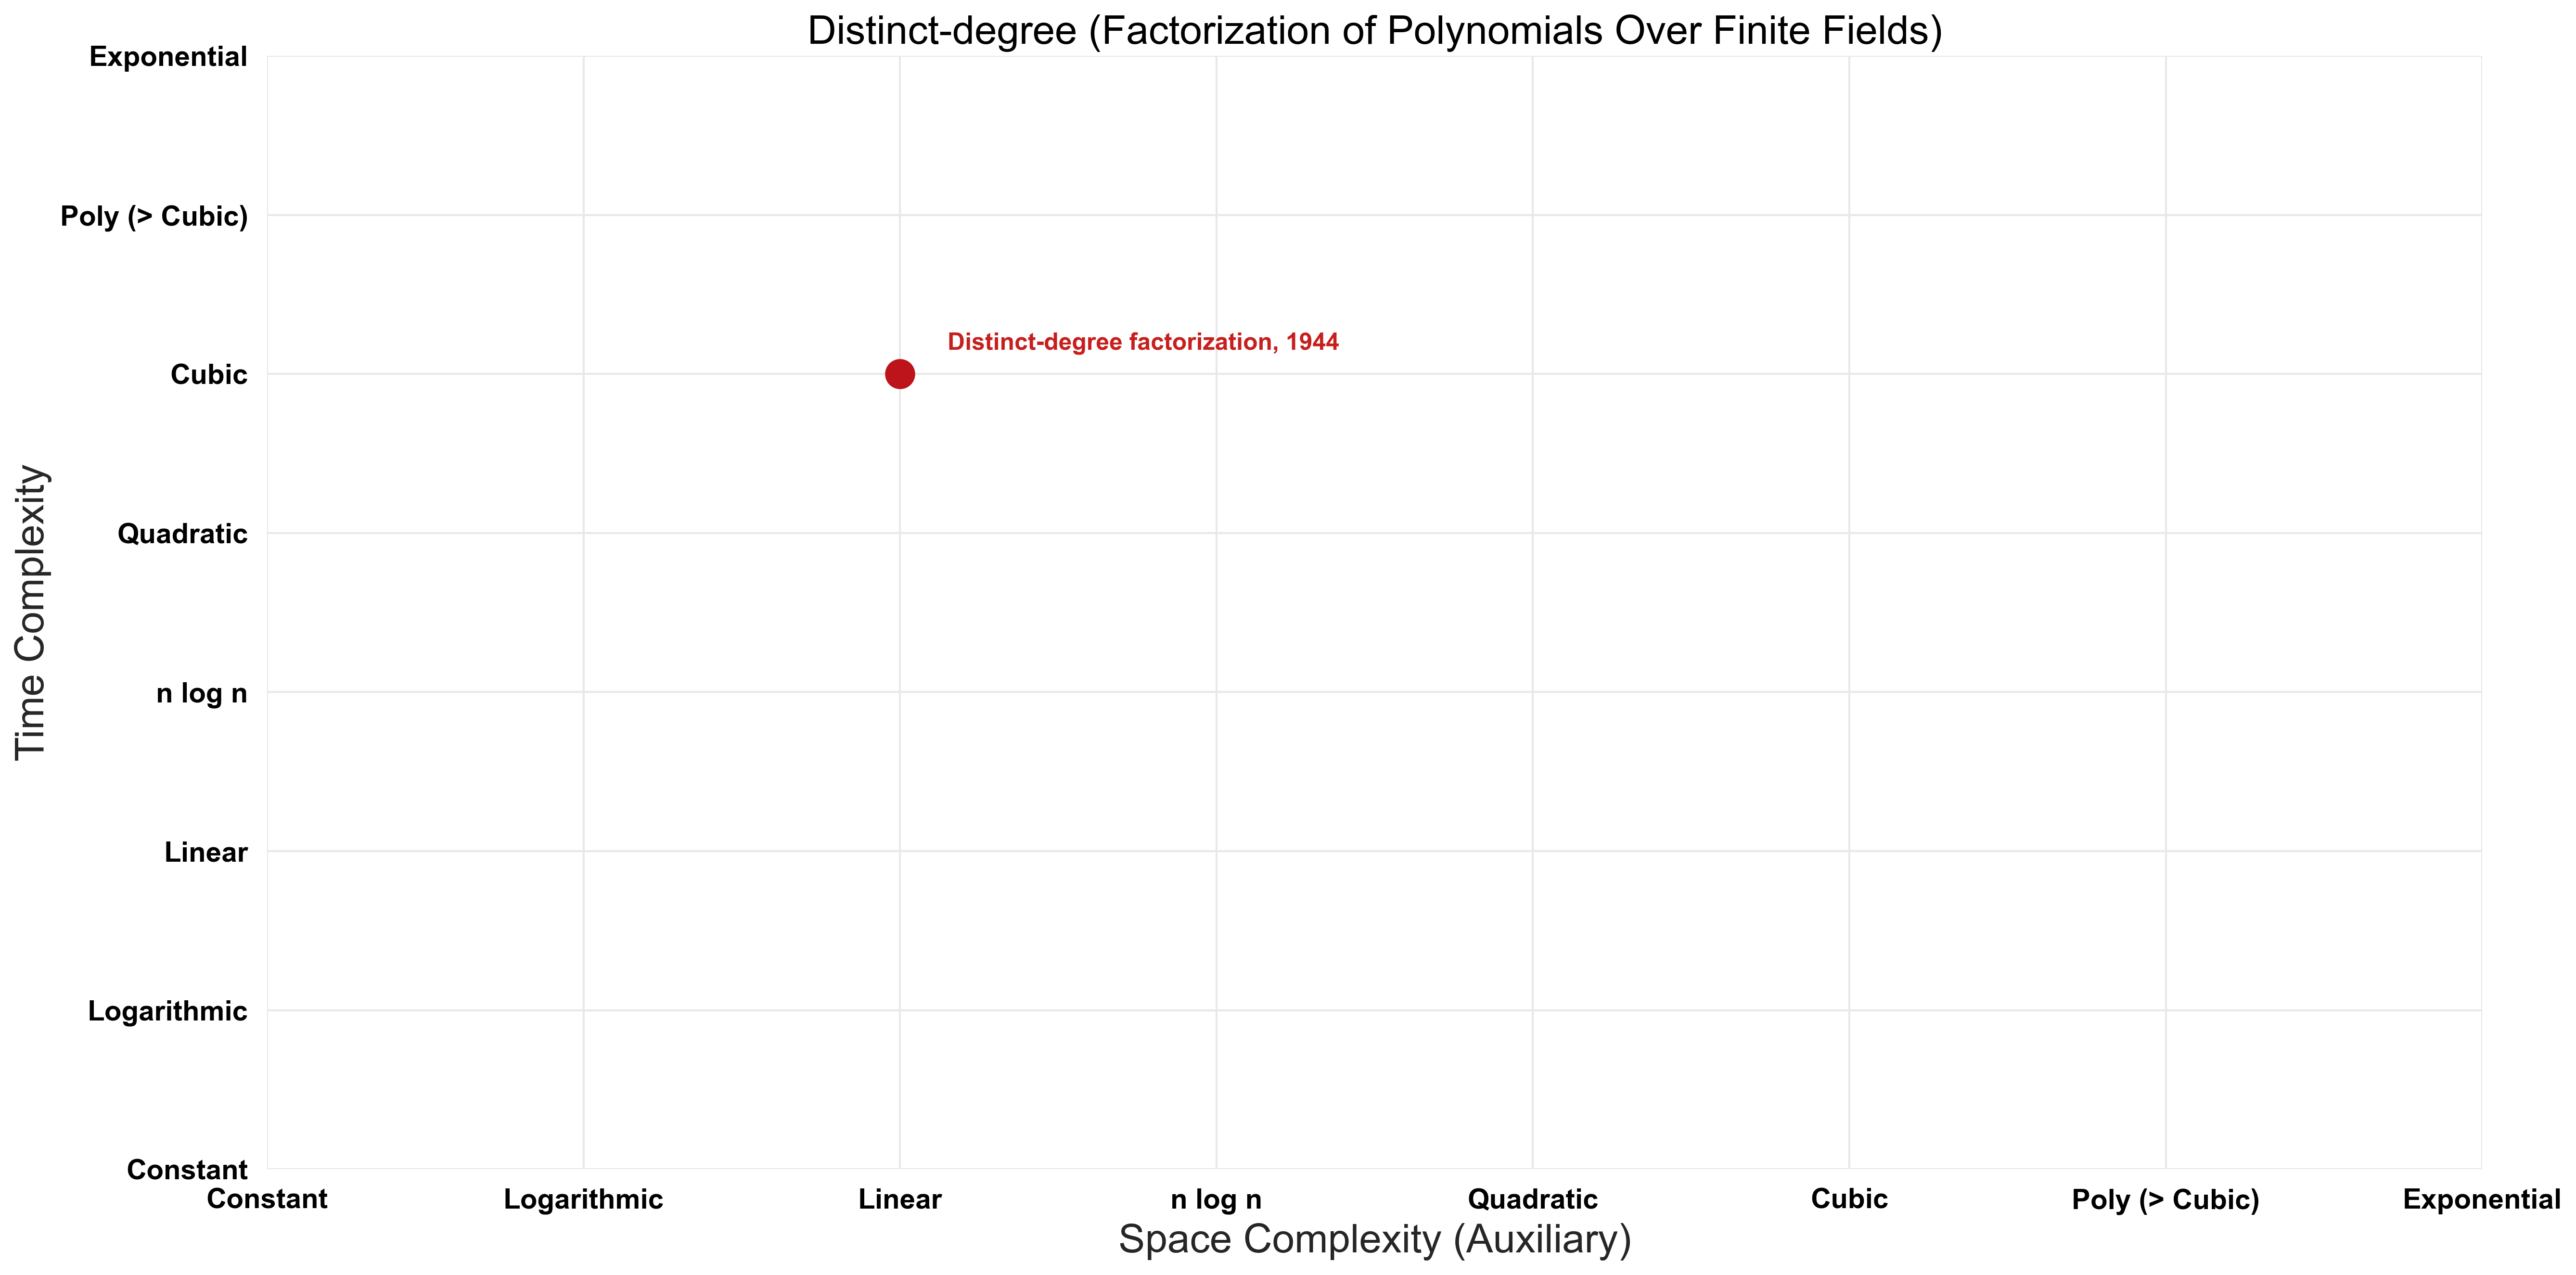 Distinct-degree (Factorization of Polynomials Over Finite Fields)
Exponential
Poly (> Cubic)
Distinct-degree factorization, 1944
Cubic
Quadratic
Time Complexity
n log n
Linear
Logarithmic
Constant
Constant Logarithmic Linear n log n Quadratic Cubic Poly (> Cubic) Exponential
Space Complexity (Auxiliary)